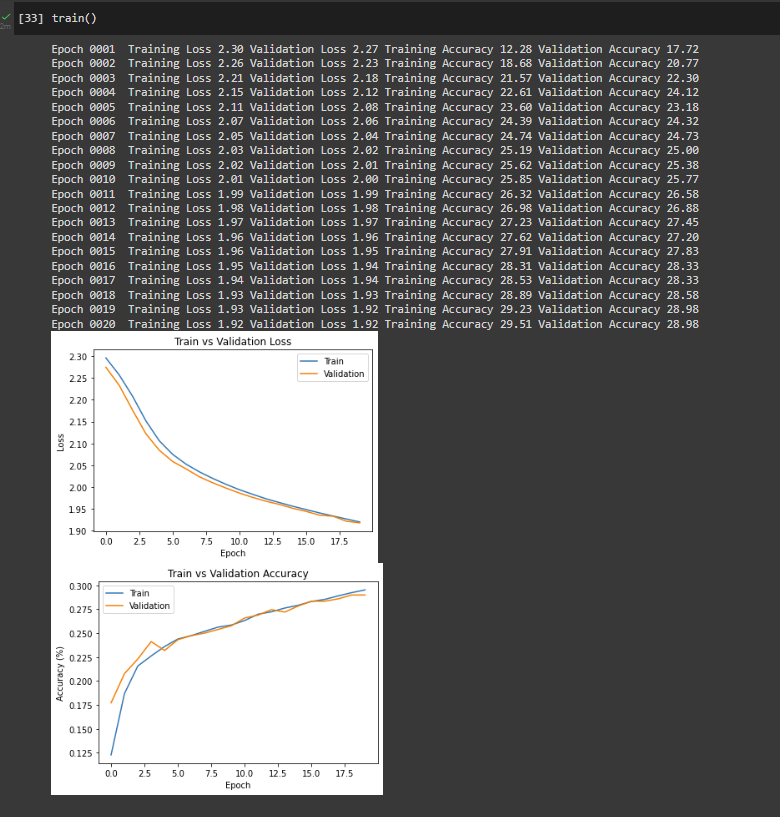 [33] train()
2m
Epoch 0001  Training Loss 2.30 Validation Loss 2.27 Training Accuracy 12.28 Validation Accuracy 17.72
Epoch 0002  Training Loss 2.26 Validation Loss 2.23 Training Accuracy 18.68 Validation Accuracy 20.77
Epoch 0003  Training Loss 2.21 Validation Loss 2.18 Training Accuracy 21.57 Validation Accuracy 22.30
Epoch 0004  Training Loss 2.15 Validation Loss 2.12 Training Accuracy 22.61 Validation Accuracy 24.12
Epoch 0005  Training Loss 2.11 Validation Loss 2.08 Training Accuracy 23.60 Validation Accuracy 23.18
Epoch 0006  Training Loss 2.07 Validation Loss 2.06 Training Accuracy 24.39 Validation Accuracy 24.32
Epoch 0007  Training Loss 2.05 Validation Loss 2.04 Training Accuracy 24.74 Validation Accuracy 24.73
Epoch 0008  Training Loss 2.03 Validation Loss 2.02 Training Accuracy 25.19 Validation Accuracy 25.00
Epoch 0009  Training Loss 2.02 Validation Loss 2.01 Training Accuracy 25.62 Validation Accuracy 25.38
Epoch 0010  Training Loss 2.01 Validation Loss 2.00 Training Accuracy 25.85 Validation Accuracy 25.77
Epoch 0011  Training Loss 1.99 Validation Loss 1.99 Training Accuracy 26.32 Validation Accuracy 26.58
Epoch 0012  Training Loss 1.98 Validation Loss 1.98 Training Accuracy 26.98 Validation Accuracy 26.88
Epoch 0013  Training Loss 1.97 Validation Loss 1.97 Training Accuracy 27.23 Validation Accuracy 27.45
Epoch 0014  Training Loss 1.96 Validation Loss 1.96 Training Accuracy 27.62 Validation Accuracy 27.20
Epoch 0015  Training Loss 1.96 Validation Loss 1.95 Training Accuracy 27.91 Validation Accuracy 27.83
Epoch 0016  Training Loss 1.95 Validation Loss 1.94 Training Accuracy 28.31 Validation Accuracy 28.33
Epoch 0017  Training Loss 1.94 Validation Loss 1.94 Training Accuracy 28.53 Validation Accuracy 28.33
Epoch 0018  Training Loss 1.93 Validation Loss 1.93 Training Accuracy 28.89 Validation Accuracy 28.58
Epoch 0019  Training Loss 1.93 Validation Loss 1.92 Training Accuracy 29.23 Validation Accuracy 28.98
Epoch 0020  Training Loss 1.92 Validation Loss 1.92 Training Accuracy 29.51 Validation Accuracy 28.98
Train vs Validation Loss
Train
Validation
2.30
2.25
2.20
2.15
2.10
2.05
2.00
1.95
1.90
Loss
0.0 2.5 5.0 7.5 10.0 12.5 15.0 17.5
Epoch
Train vs Validation Accuracy
Train
Validation
0.300
0.275
0.250
0.225
0.200
0.175
0.150
0.125
Accuracy (%)
0.0 2.5 5.0 7.5 10.0 12.5 15.0 17.5
Epoch